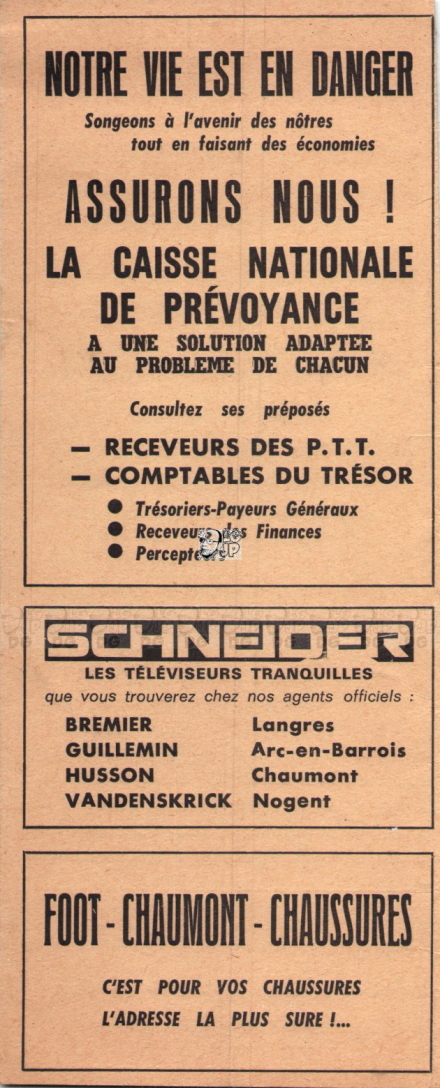 NOTRE VIE EST EN DANGER
Songeons à l'avenir des nôtres
tout en faisant des économies
ASSURONS NOUS !
LA CAISSE NATIONALE
DE PRÉVOYANCE
A UNE SOLUTION ADAPTEE
AU PROBLEME DE CHACUN
Consultez ses préposés
— RECEVEURS DES P.T.T.
— COMPTABLES DU TRÉSOR
● Trésoriers-Payeurs Généraux
● Receveurs des Finances
● Percepteurs
SCHNEIDER
LES TÉLÉVISEURS TRANQUILLES
que vous trouverez chez nos agents officiels :
BREMIER Langres
GUILLEMIN Arc-en-Barrois
HUSSON Chaumont
VANDENSKRICK Nogent
FOOT - CHAUMONT - CHAUSSURES
C'EST POUR VOS CHAUSSURES
L'ADRESSE LA PLUS SURE !...